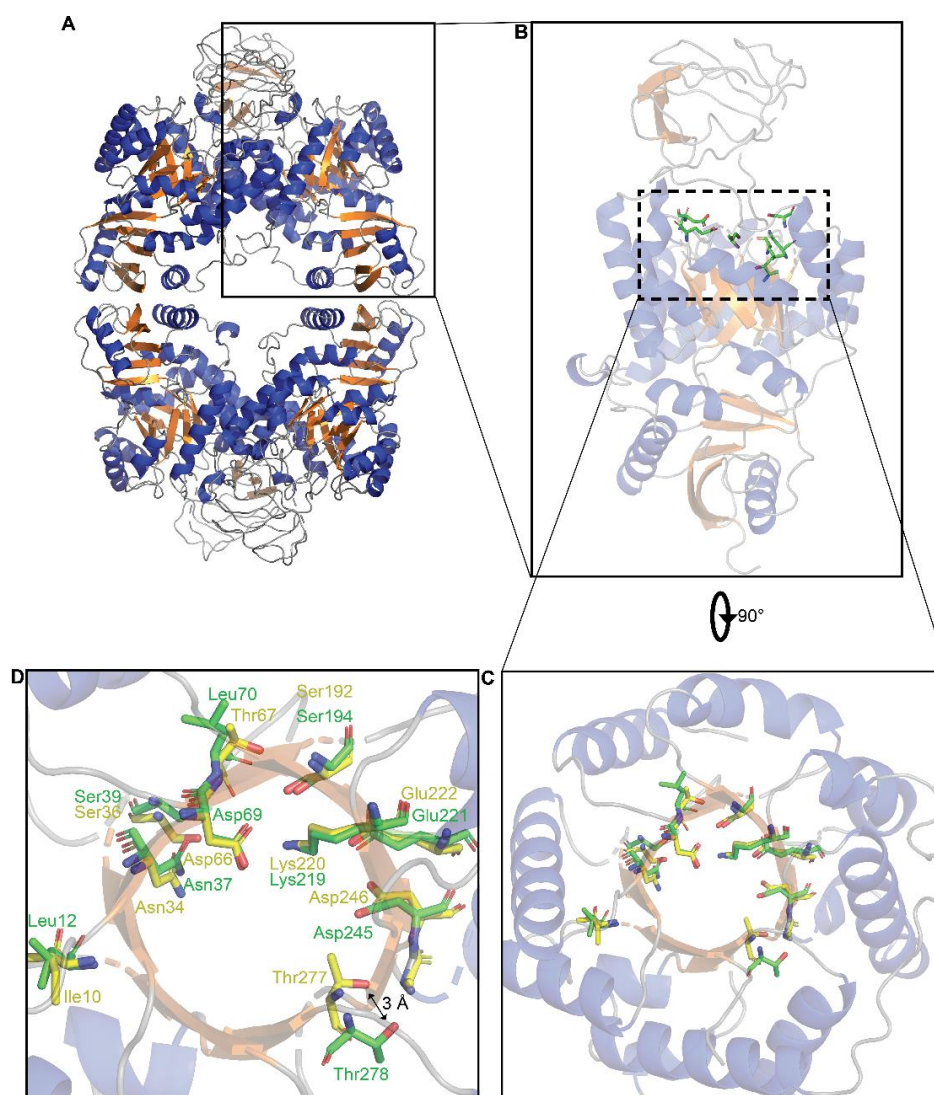 A
B
90°
D
C
Leu70
Ser192
Thr67
Ser194
Ser39
Ser36
Asp69
Glu222
Glu221
Asp66
Asn37
Lys220
Lys219
Asn34
Asp246
Asp245
Leu12
Ile10
Thr277
3 Å
Thr278